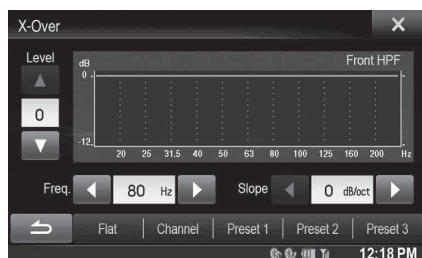 X-Over
Level
dB
Front HPF
0
0
-12
20 25 31.5 40 50 63 80 100 125 160 200 Hz
Freq. 80 Hz Slope 0 dB/oct
Flat Channel Preset 1 Preset 2 Preset 3
12:18 PM